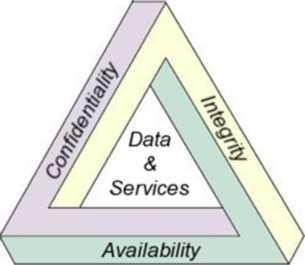 Confidentiality
Integrity
Data
&
Services
Availability